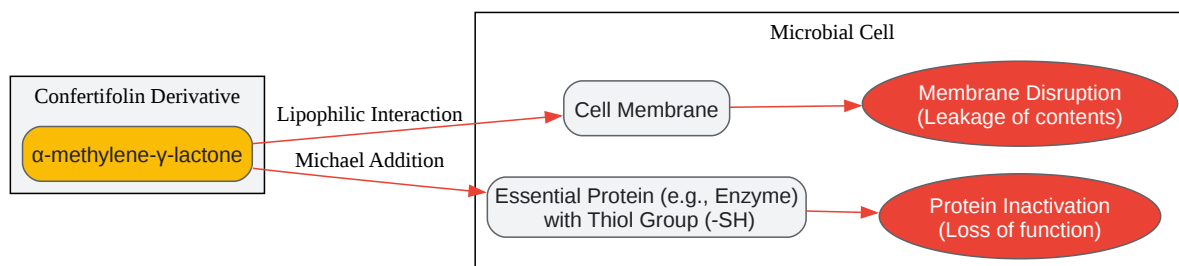 Microbial Cell
Confertifolin Derivative
α-methylene-γ-lactone
Lipophilic Interaction
Michael Addition
Cell Membrane
Membrane Disruption
(Leakage of contents)
Essential Protein (e.g., Enzyme)
with Thiol Group (-SH)
Protein Inactivation
(Loss of function)